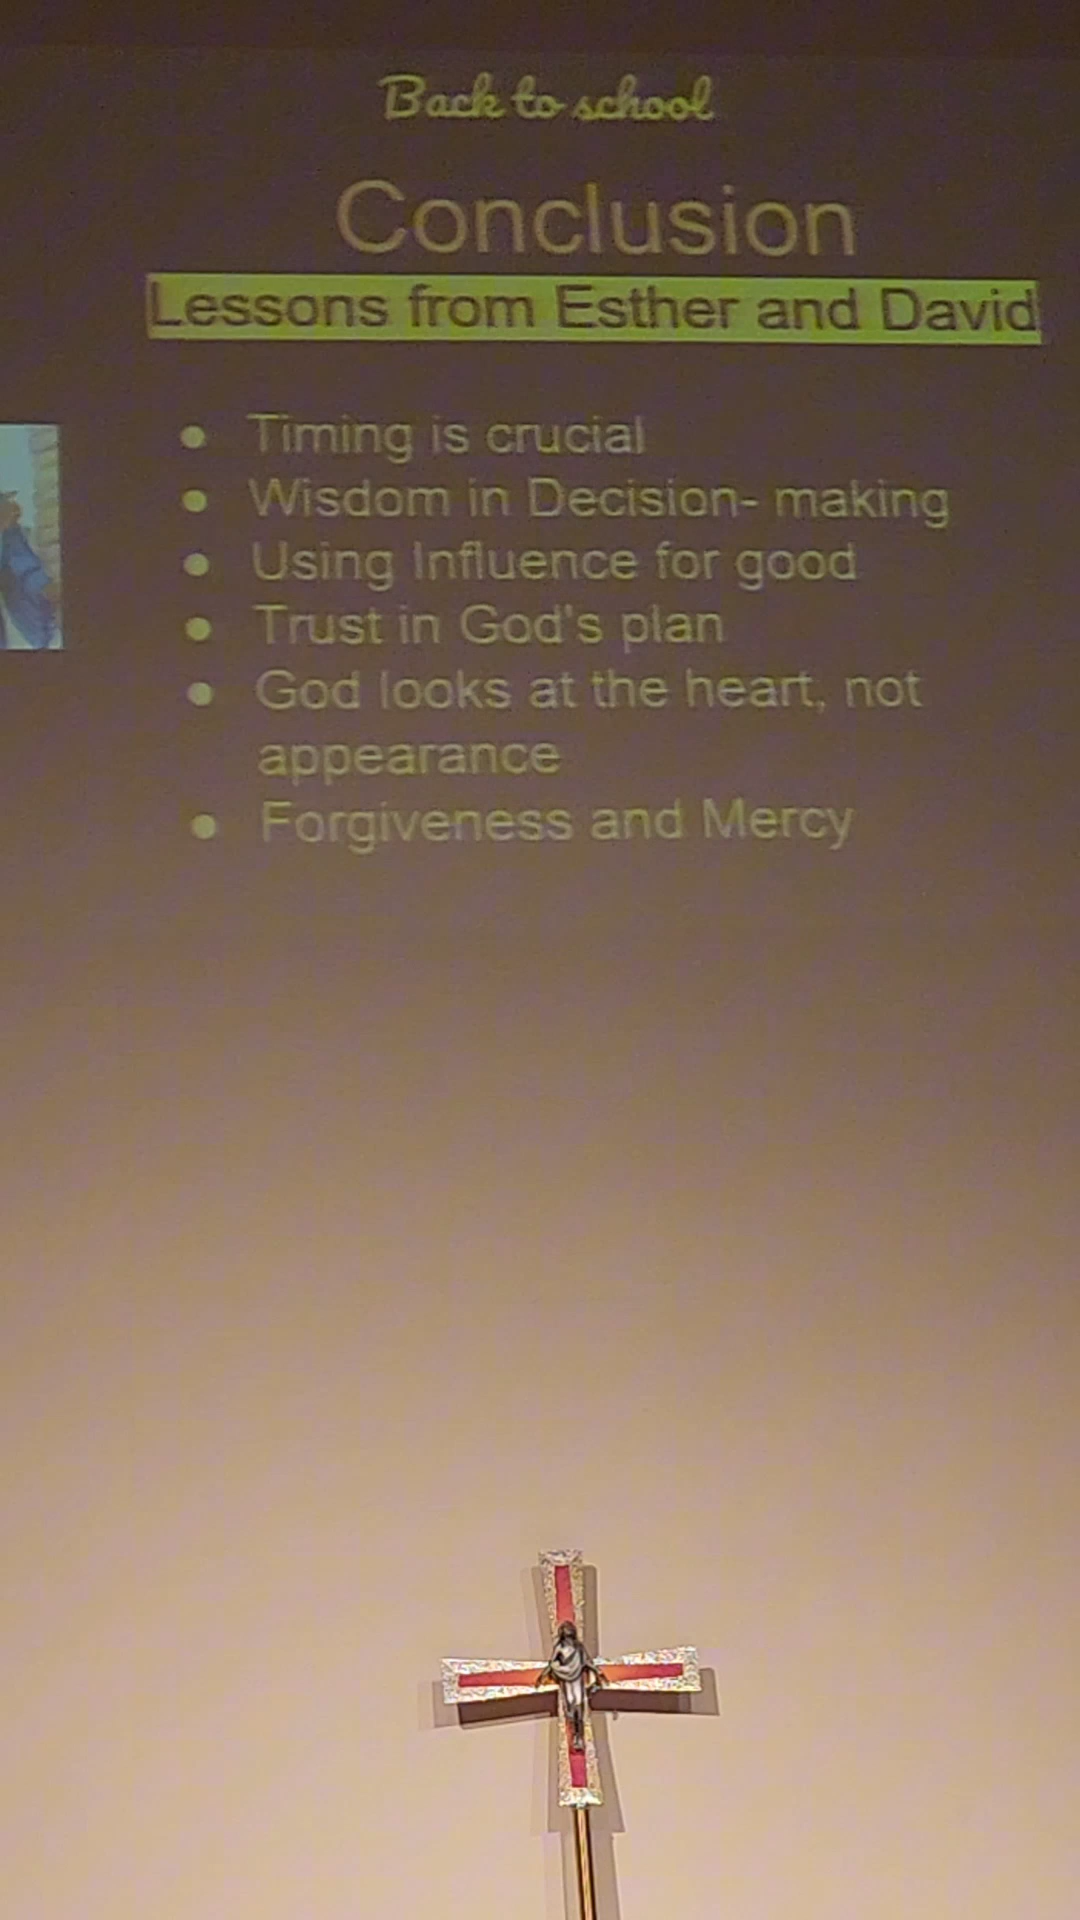 Back to school
Conclusion
Lessons from Esther and David
● Timing is crucial
● Wisdom in Decision- making
● Using Influence for good
● Trust in God's plan
● God looks at the heart, not
appearance
● Forgiveness and Mercy